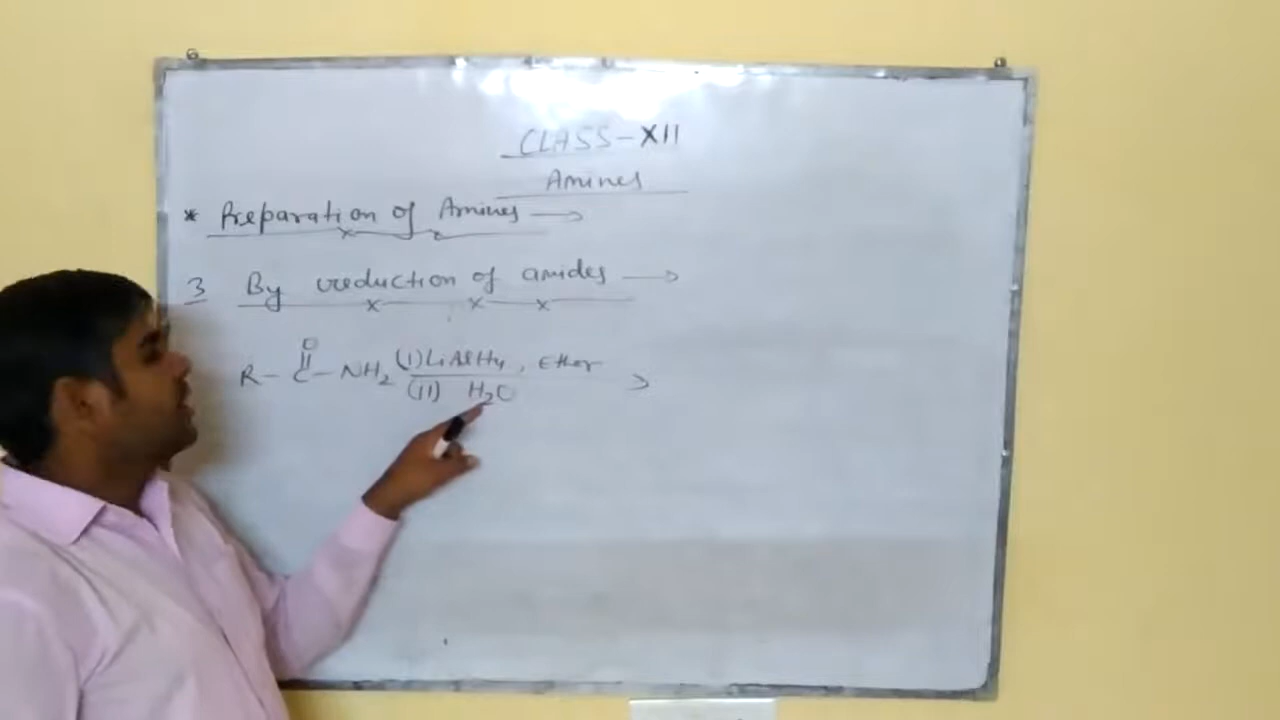 CLASS-XII
Amines
* Preparation of Amines →
3 By reduction of amides →
O
||
R-C-NH2 (I) LiAlH4, Ether →
(II) H2O